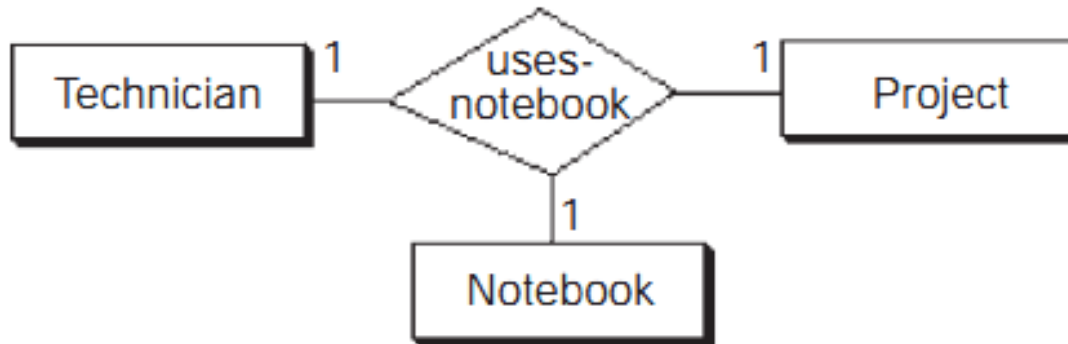 Technician
1
uses-
notebook
1
Project
1
Notebook